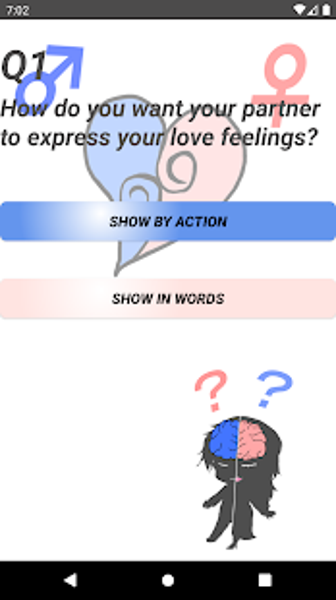 7:02
Q1
How do you want your partner
to express your love feelings?
SHOW BY ACTION
SHOW IN WORDS
? ?